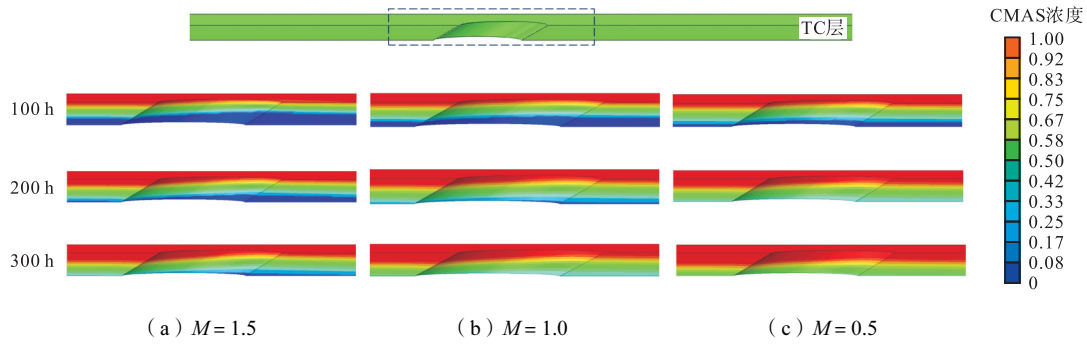 TC层
CMAS浓度
1.00
0.92
0.83
0.75
0.67
0.58
0.50
0.42
0.33
0.25
0.17
0.08
0
100 h
200 h
300 h
（a）M = 1.5
（b）M = 1.0
（c）M = 0.5